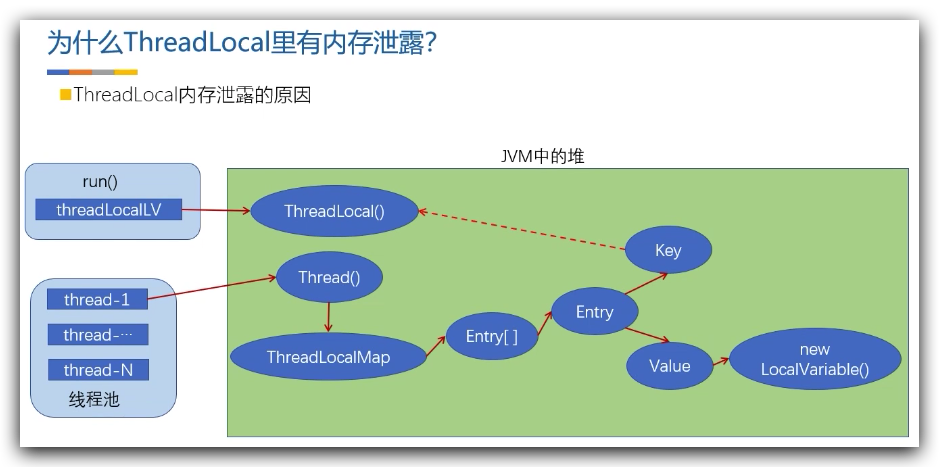 为什么ThreadLocal里有内存泄露?
ThreadLocal内存泄露的原因
JVM中的堆
run()
threadLocalLV
ThreadLocal()
Key
Thread()
thread-1
Entry
thread-···
Entry[ ]
ThreadLocalMap
new
LocalVariable()
Value
thread-N
线程池